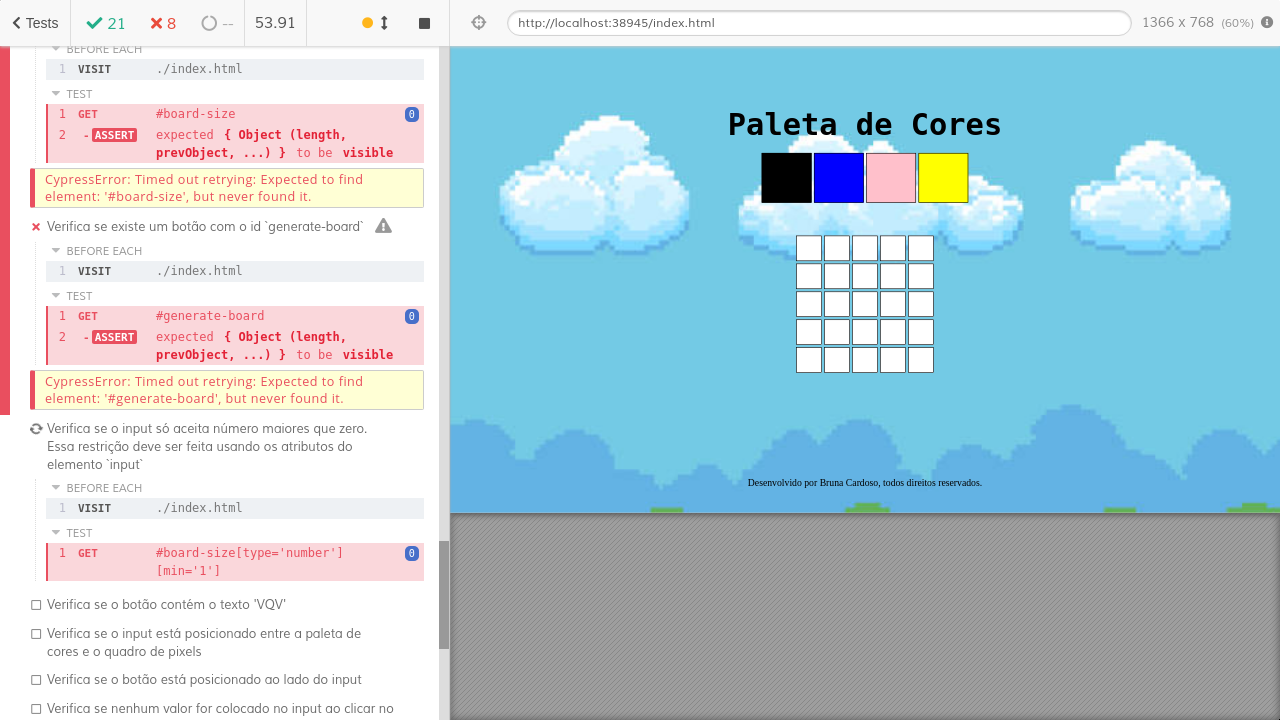 Tests
21
8
--
53.91
http://localhost:38945/index.html
1366 x 768 (60%)
BEFORE EACH
1 VISIT ./index.html
TEST
1 GET #board-size 0
2 -ASSERT expected { Object (length,
prevObject, ...) } to be visible
CypressError: Timed out retrying: Expected to find
element: '#board-size', but never found it.
Verifica se existe um botão com o id `generate-board`
BEFORE EACH
1 VISIT ./index.html
TEST
1 GET #generate-board 0
2 -ASSERT expected { Object (length,
prevObject, ...) } to be visible
CypressError: Timed out retrying: Expected to find
element: '#generate-board', but never found it.
Verifica se o input só aceita número maiores que zero.
Essa restrição deve ser feita usando os atributos do
elemento `input`
BEFORE EACH
1 VISIT ./index.html
TEST
1 GET #board-size[type='number'] 0
[min='1']
Verifica se o botão contém o texto 'VQV'
Verifica se o input está posicionado entre a paleta de
cores e o quadro de pixels
Verifica se o botão está posicionado ao lado do input
Verifica se nenhum valor for colocado no input ao clicar no
Paleta de Cores
Desenvolvido por Bruna Cardoso, todos direitos reservados.